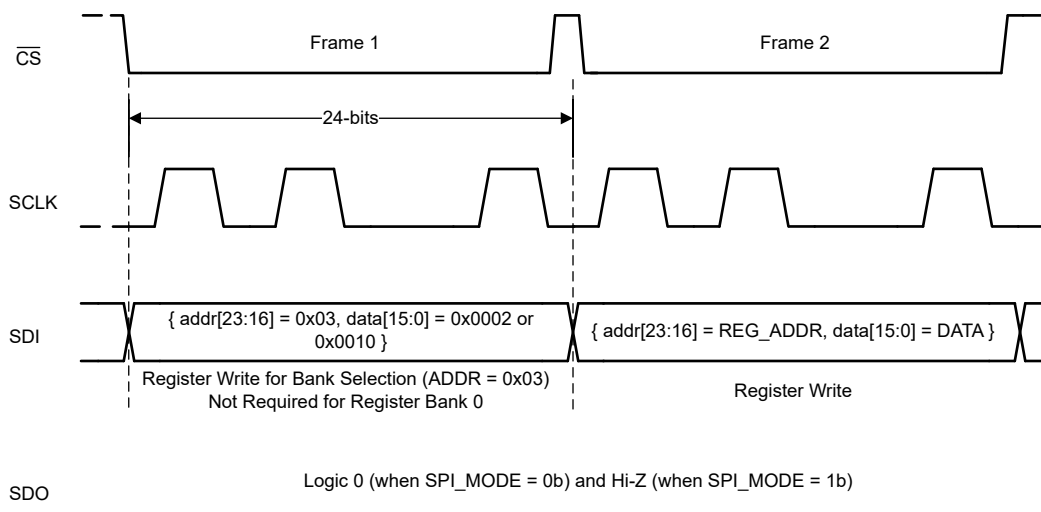 CS
Frame 1
Frame 2
24-bits
SCLK
SDI
{ addr[23:16] = 0x03, data[15:0] = 0x0002 or
0x0010 }
{ addr[23:16] = REG_ADDR, data[15:0] = DATA }
Register Write for Bank Selection (ADDR = 0x03)
Not Required for Register Bank 0
Register Write
SDO
Logic 0 (when SPI_MODE = 0b) and Hi-Z (when SPI_MODE = 1b)